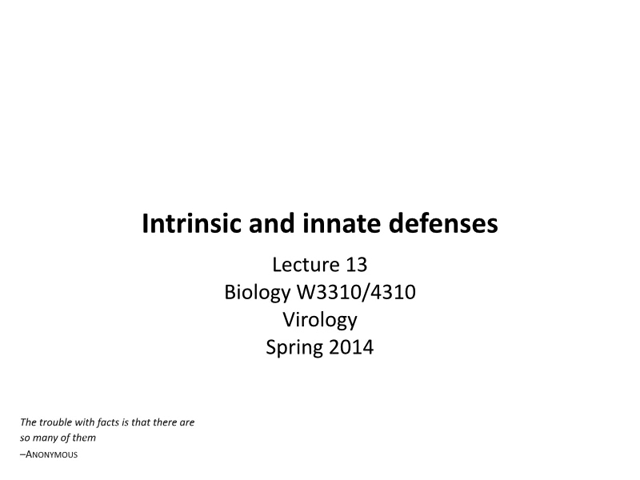 Intrinsic and innate defenses
Lecture 13
Biology W3310/4310
Virology
Spring 2014
The trouble with facts is that there are
so many of them
–ANONYMOUS